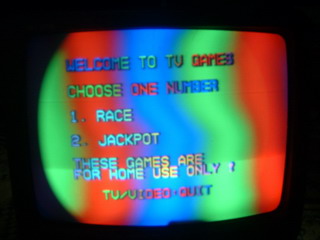 WELCOME TO TV GAMES
CHOOSE ONE NUMBER
1. RACE
2. JACKPOT
THESE GAMES ARE
FOR HOME USE ONLY !
TV/VIDEO-QUIT